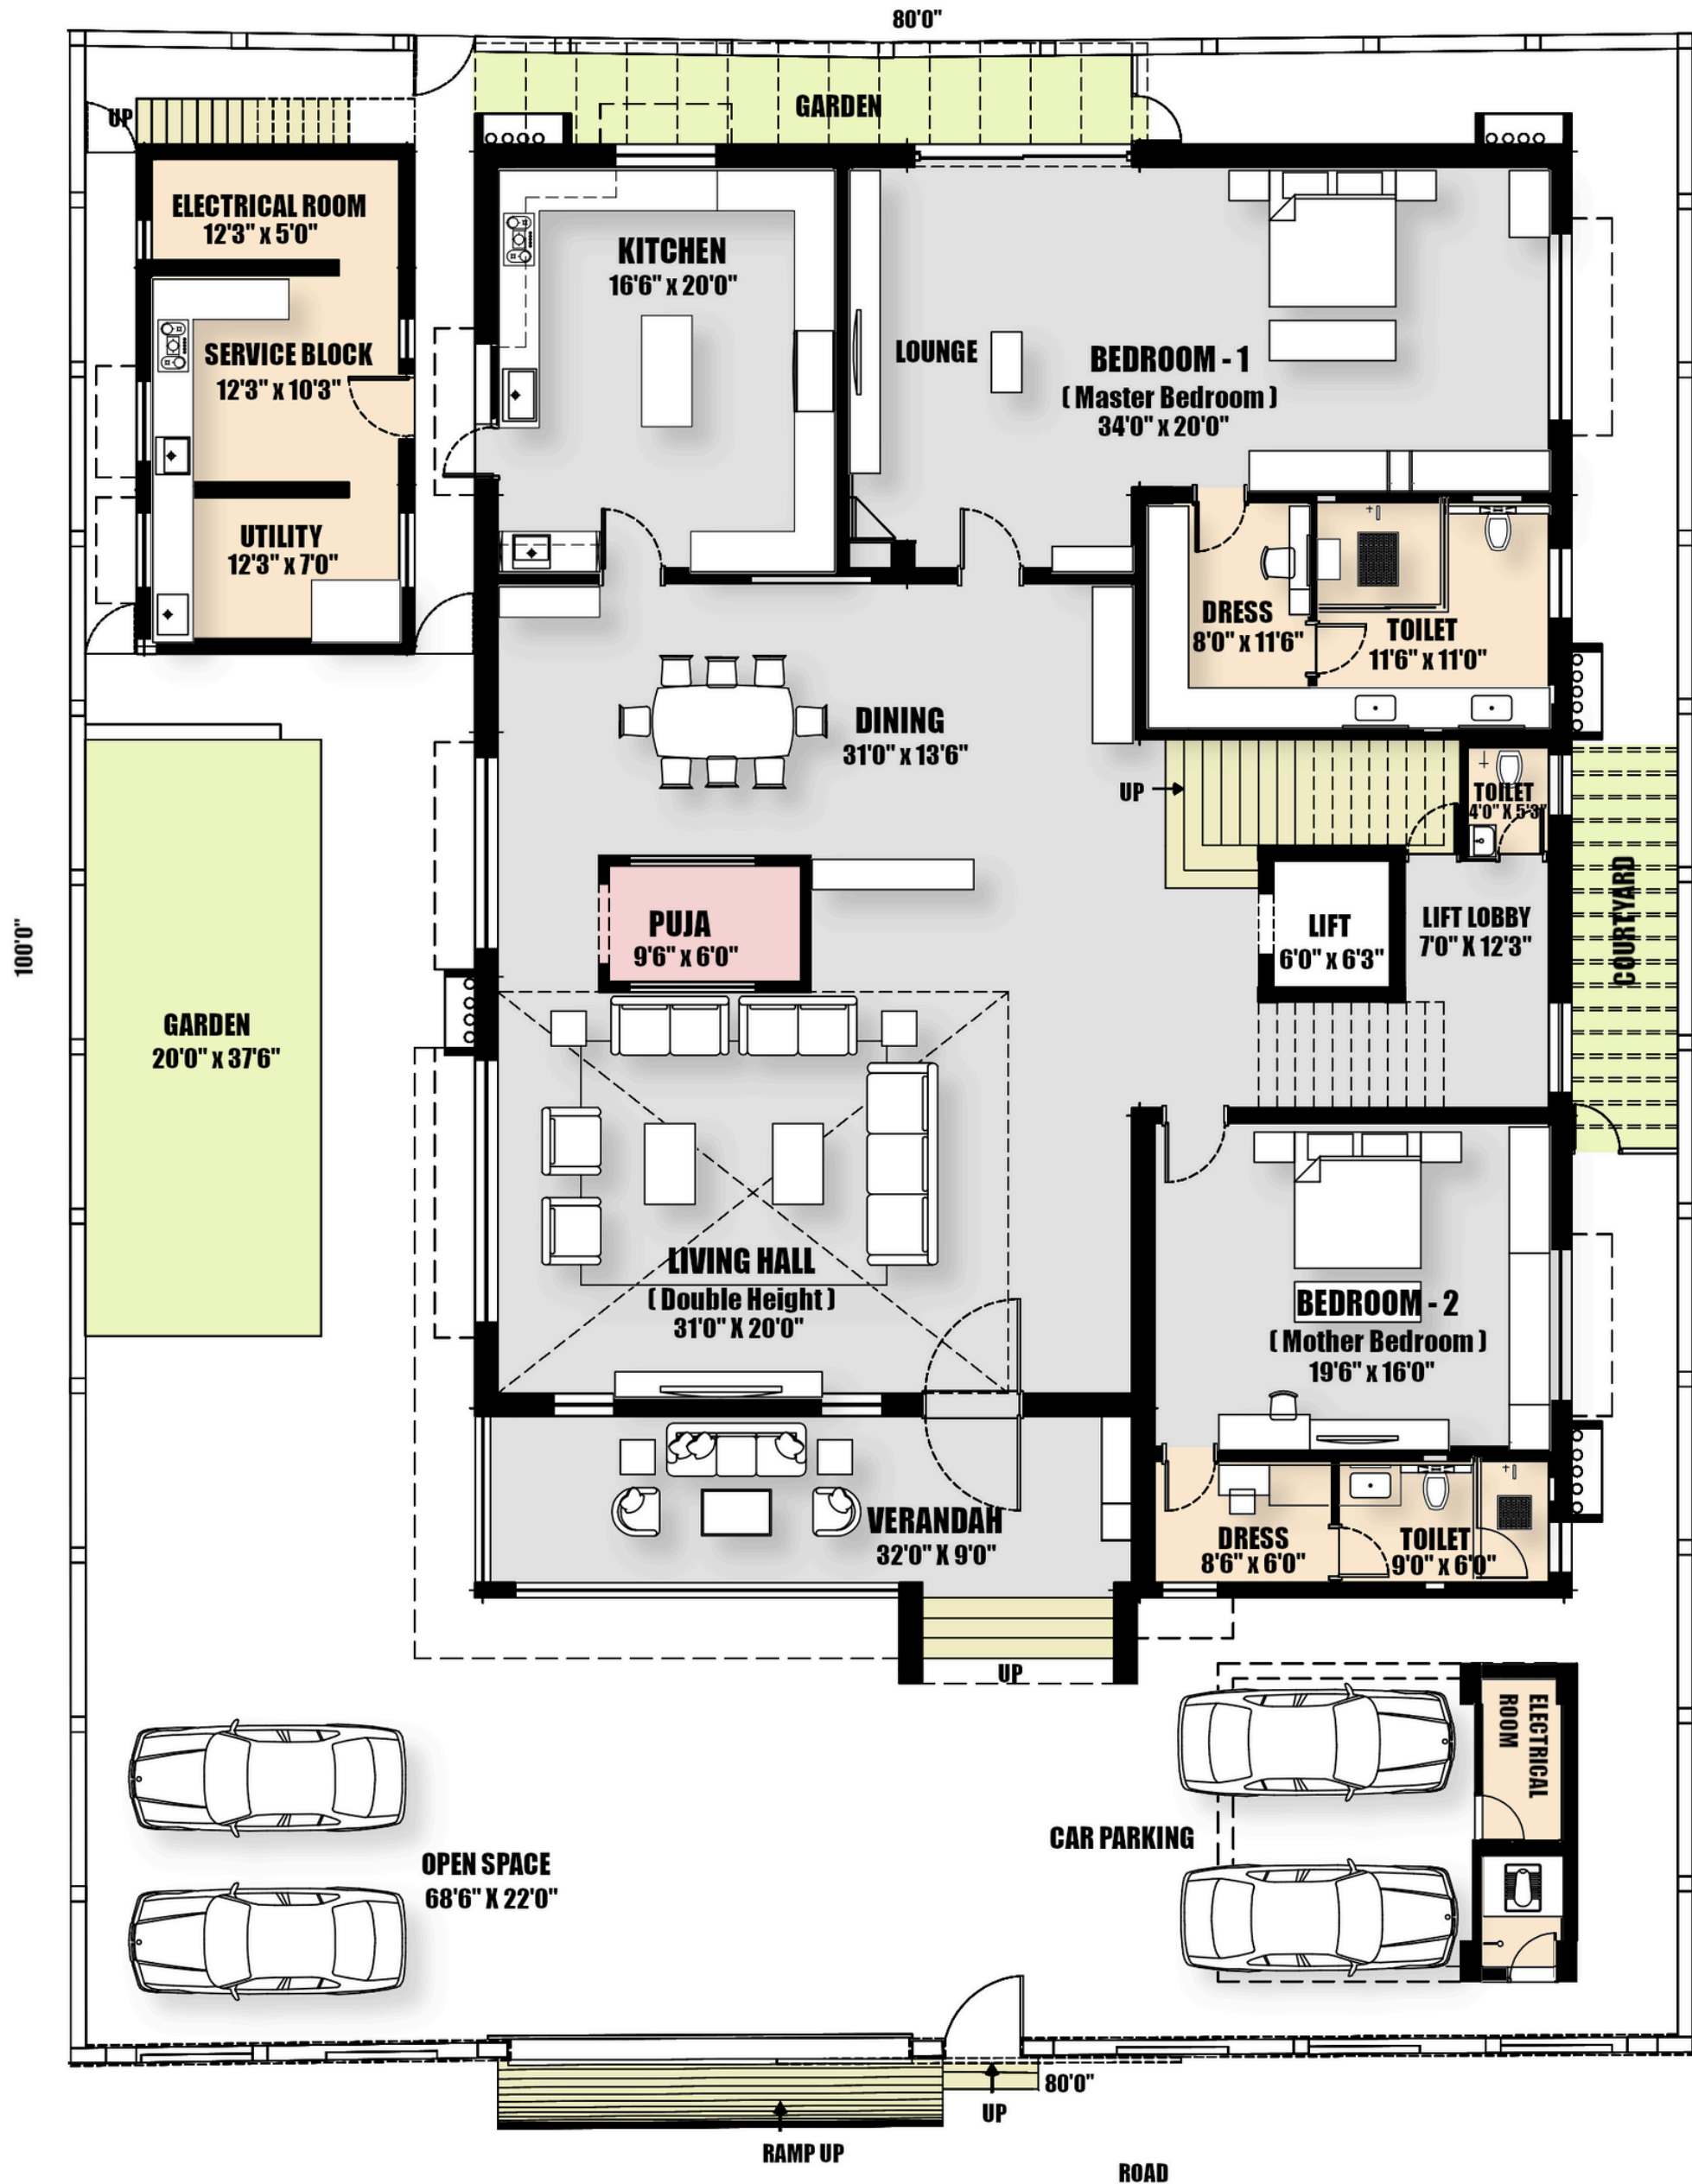 80'0"
GARDEN
UP
ELECTRICAL ROOM
12'3" x 5'0"
KITCHEN
16'6" x 20'0"
SERVICE BLOCK
12'3" x 10'3"
LOUNGE
BEDROOM - 1
( Master Bedroom )
34'0" x 20'0"
UTILITY
12'3" x 7'0"
DRESS
8'0" x 11'6"
TOILET
11'6" x 11'0"
DINING
31'0" x 13'6"
UP
TOILET
4'0" X 5'3"
PUJA
9'6" x 6'0"
LIFT
6'0" x 6'3"
LIFT LOBBY
7'0" X 12'3"
COURTYARD
100'0"
GARDEN
20'0" x 37'6"
LIVING HALL
( Double Height )
31'0" X 20'0"
BEDROOM - 2
( Mother Bedroom )
19'6" x 16'0"
VERANDAH
32'0" X 9'0"
DRESS
8'6" x 6'0"
TOILET
9'0" x 6'0"
UP
ELECTRICAL
ROOM
CAR PARKING
OPEN SPACE
68'6" X 22'0"
80'0"
UP
RAMP UP
ROAD